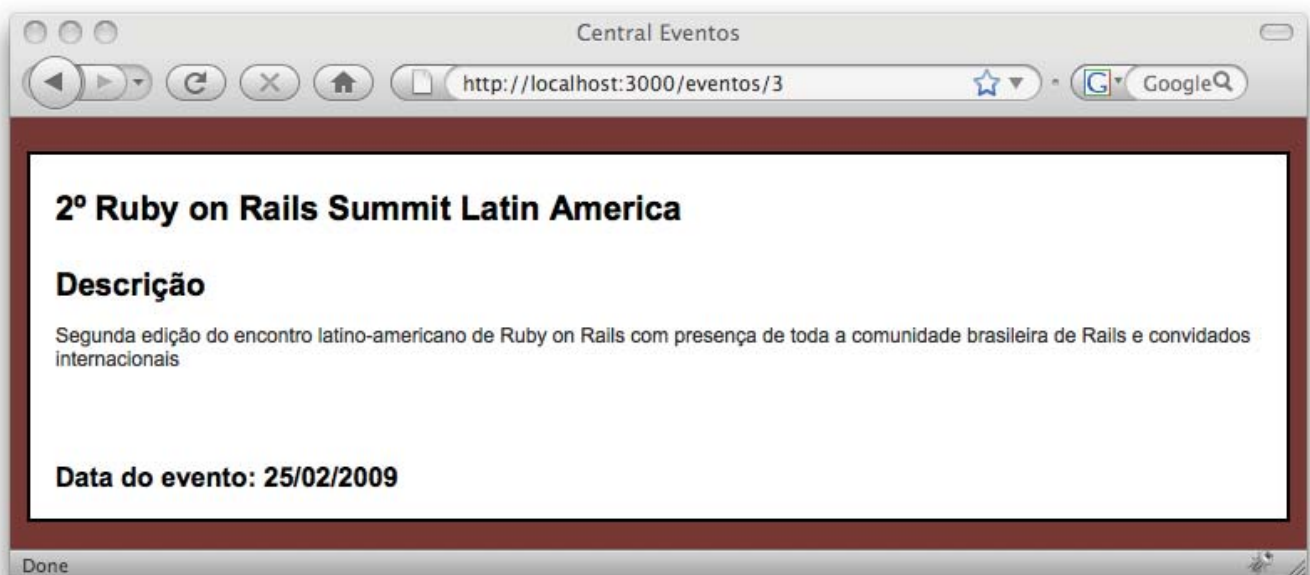 Central Eventos
http://localhost:3000/eventos/3
G
Google
2º Ruby on Rails Summit Latin America
Descrição
Segunda edição do encontro latino-americano de Ruby on Rails com presença de toda a comunidade brasileira de Rails e convidados
internacionais
Data do evento: 25/02/2009
Done